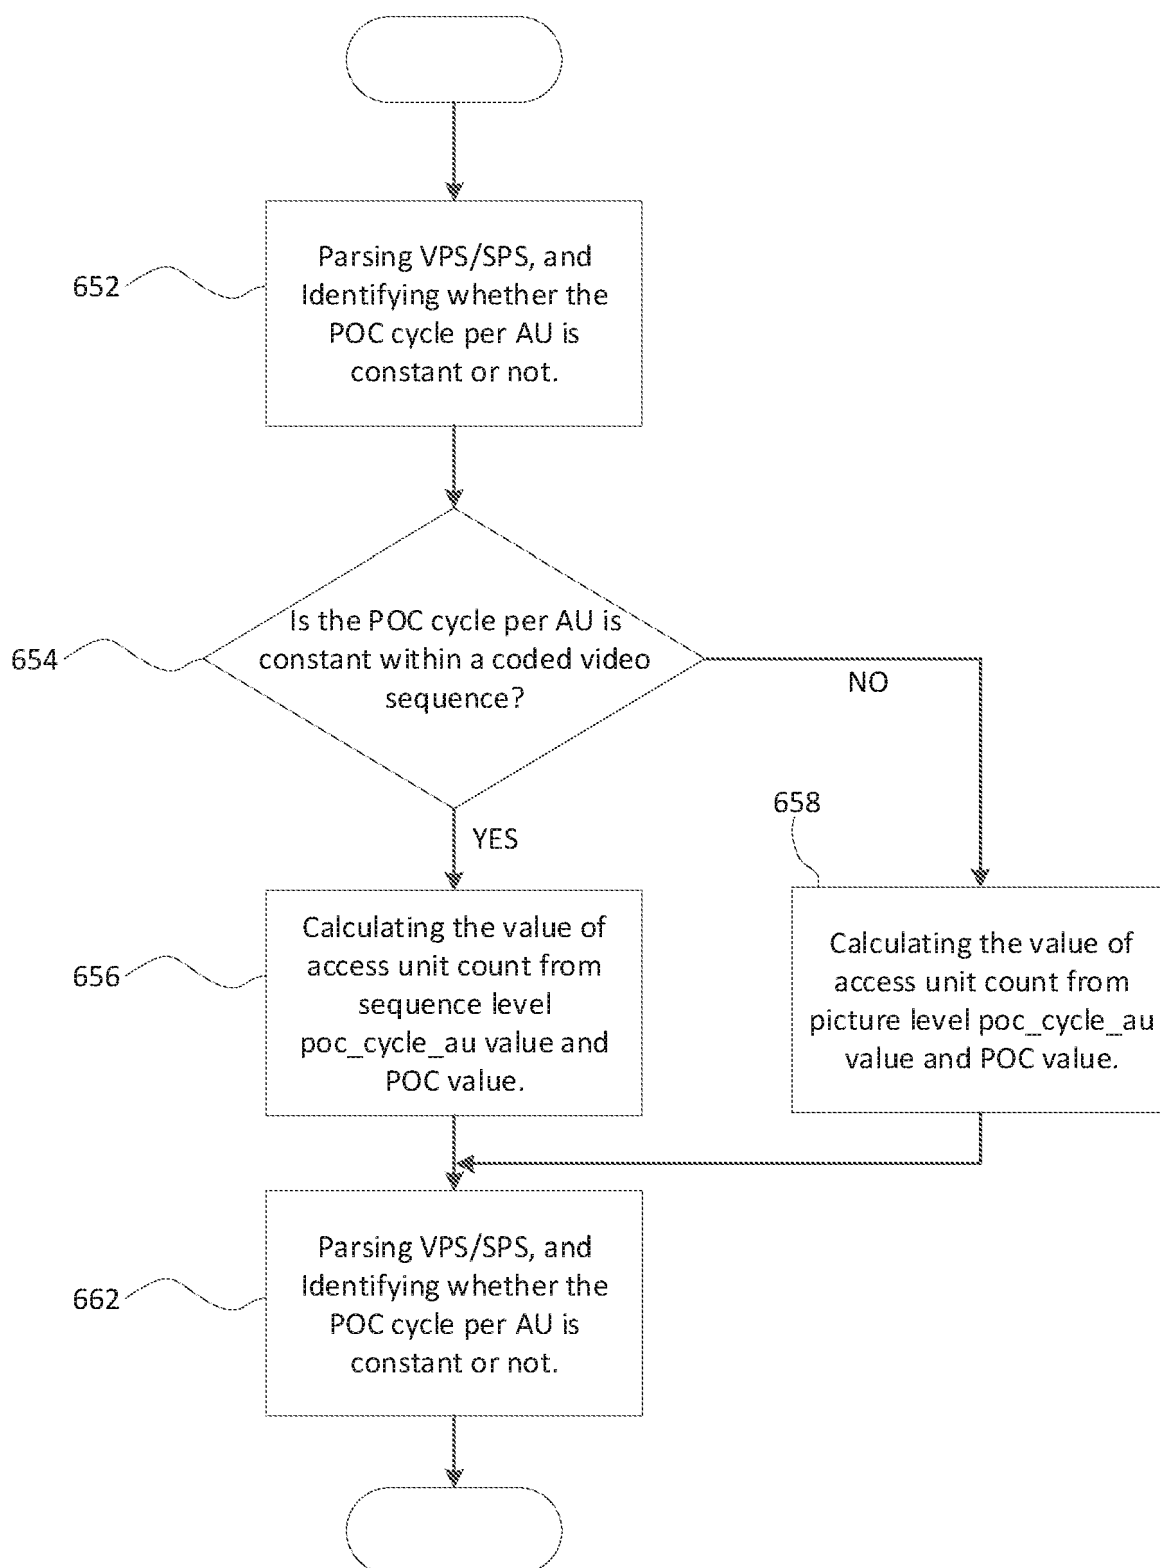 652
Parsing VPS/SPS, and
Identifying whether the
POC cycle per AU is
constant or not.
654
Is the POC cycle per AU is
constant within a coded video
sequence?
NO
YES
656
Calculating the value of
access unit count from
sequence level
poc_cycle_au value and
POC value.
658
Calculating the value of
access unit count from
picture level poc_cycle_au
value and POC value.
662
Parsing VPS/SPS, and
Identifying whether the
POC cycle per AU is
constant or not.